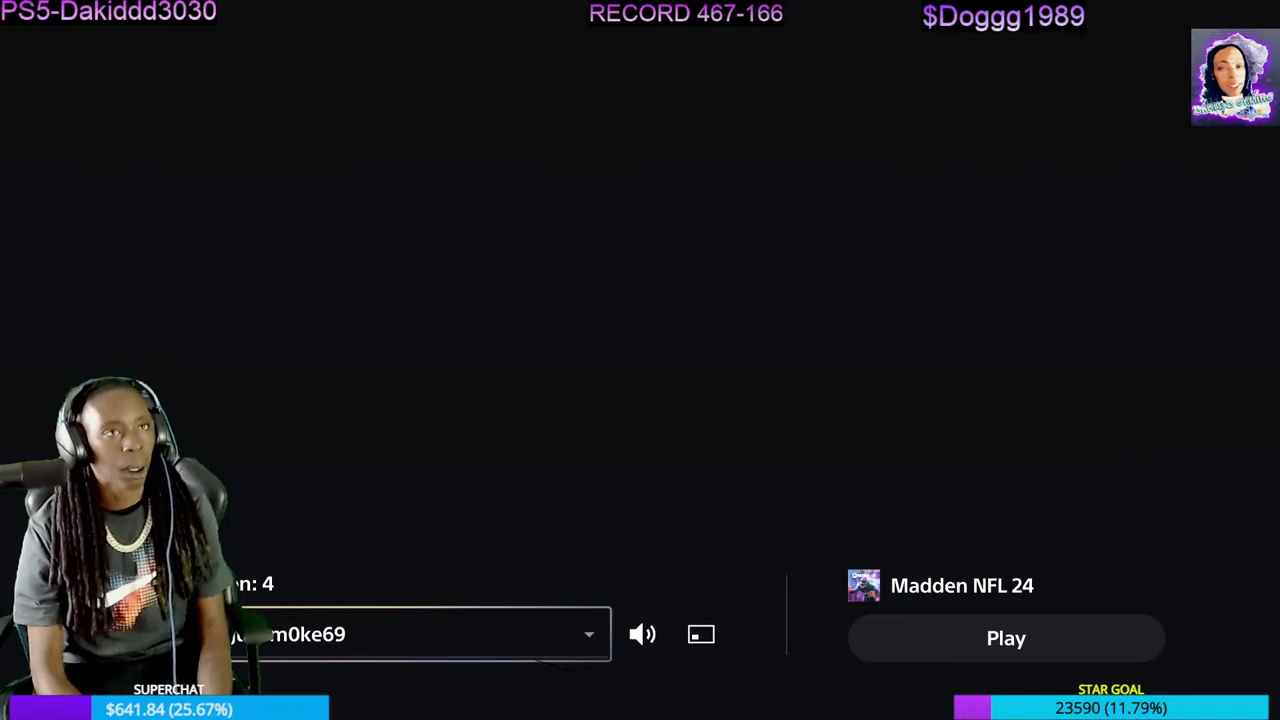 PS5-Dakiddd3030
RECORD 467-166
$Doggg1989
n: 4
m0ke69
Madden NFL 24
Play
SUPERCHAT
$641.84 (25.67%)
STAR GOAL
23590 (11.79%)